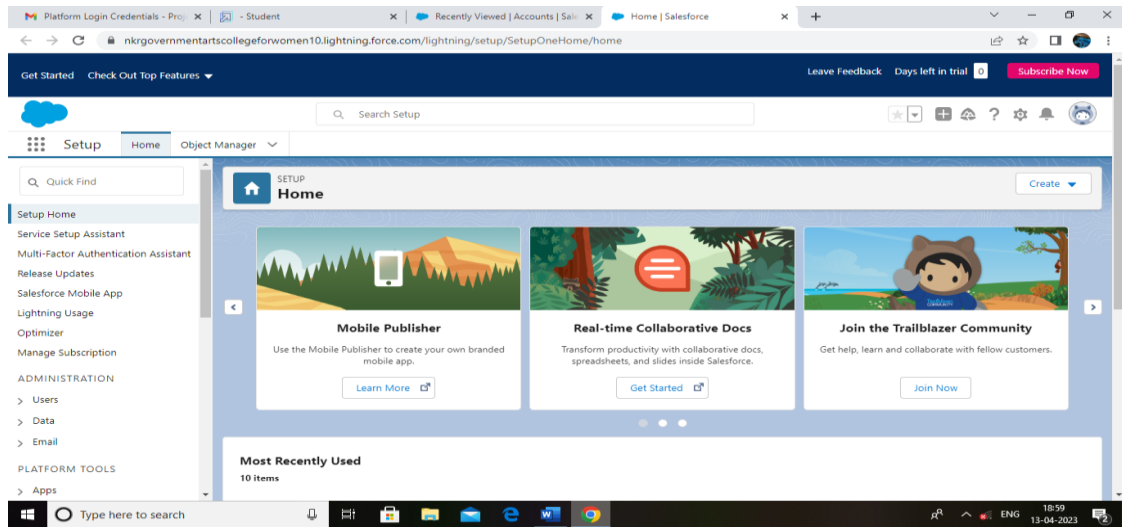 Platform Login Credentials - Proj
- Student
Recently Viewed | Accounts | Sale
Home | Salesforce
nkrgovernmentartscollegeforwomen10.lightning.force.com/lightning/setup/SetupOneHome/home
Get Started Check Out Top Features
Leave Feedback Days left in trial 0 Subscribe Now
Search Setup
Setup Home Object Manager
Quick Find
Setup Home
Service Setup Assistant
Multi-Factor Authentication Assistant
Release Updates
Salesforce Mobile App
Lightning Usage
Optimizer
Manage Subscription
ADMINISTRATION
Users
Data
Email
PLATFORM TOOLS
Apps
SETUP
Home
Create
Mobile Publisher
Use the Mobile Publisher to create your own branded
mobile app.
Learn More
Real-time Collaborative Docs
Transform productivity with collaborative docs,
spreadsheets, and slides inside Salesforce.
Get Started
Join the Trailblazer Community
Get help, learn and collaborate with fellow customers.
Join Now
Most Recently Used
10 items
Type here to search
ENG
18:59
13-04-2023
2